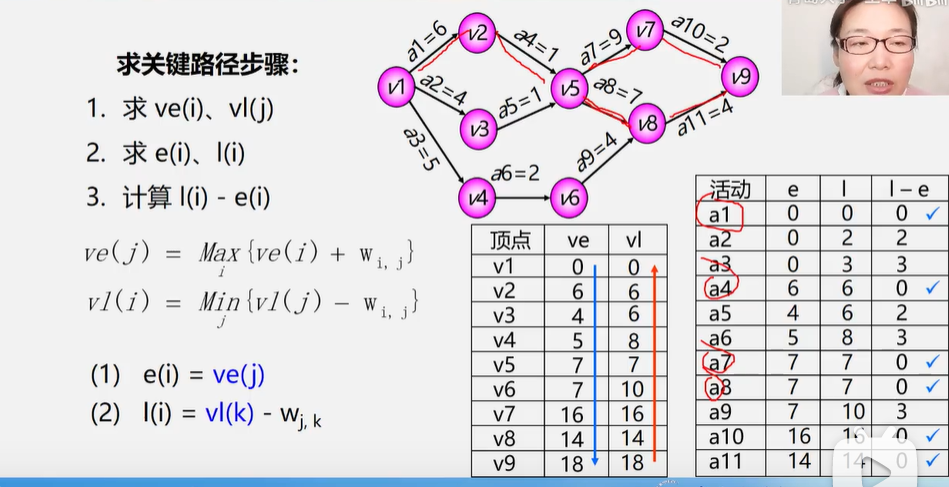 求关键路径步骤：
1. 求 ve(i)、vl(j)
2. 求 e(i)、l(i)
3. 计算 l(i) - e(i)
ve(j) = Max{ve(i) + w i, j}
i
vl(i) = Min{vl(j) − w i, j}
j
(1) e(i) = ve(j)
(2) l(i) = vl(k) - wj, k
a1=6
v2
a4=1
a7=9
v7
a10=2
v1
a2=4
v3
a5=1
v5
a8=7
v9
a3=5
v8
a11=4
v4
a6=2
v6
a9=4
顶点 ve vl
v1 0 0
v2 6 6
v3 4 6
v4 5 8
v5 7 7
v6 7 10
v7 16 16
v8 14 14
v9 18 18
活动 e l l – e
a1 0 0 0 ✓
a2 0 2 2
a3 0 3 3
a4 6 6 0 ✓
a5 4 6 2
a6 5 8 3
a7 7 7 0 ✓
a8 7 7 0 ✓
a9 7 10 3
a10 16 16 0 ✓
a11 14 14 0 ✓